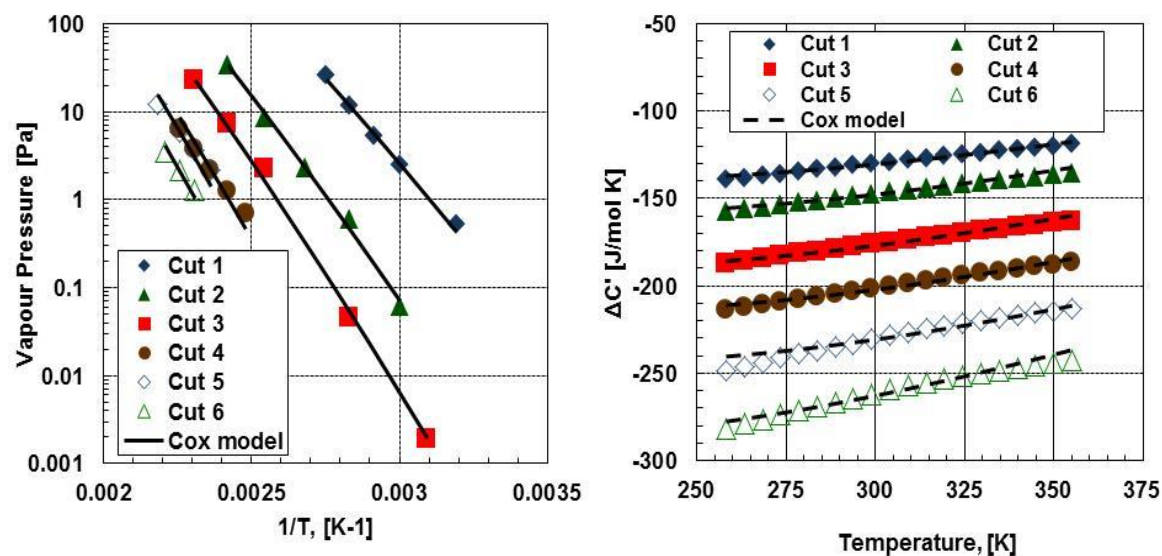 100
10
1
0.1
0.01
0.001
Vapour Pressure [Pa]
Cut 1
Cut 2
Cut 3
Cut 4
Cut 5
Cut 6
Cox model
0.002
0.0025
0.003
0.0035
1/T, [K-1]
-50
-100
-150
-200
-250
-300
ΔC' [J/mol K]
Cut 1
Cut 2
Cut 3
Cut 4
Cut 5
Cut 6
Cox model
250
275
300
325
350
375
Temperature, [K]